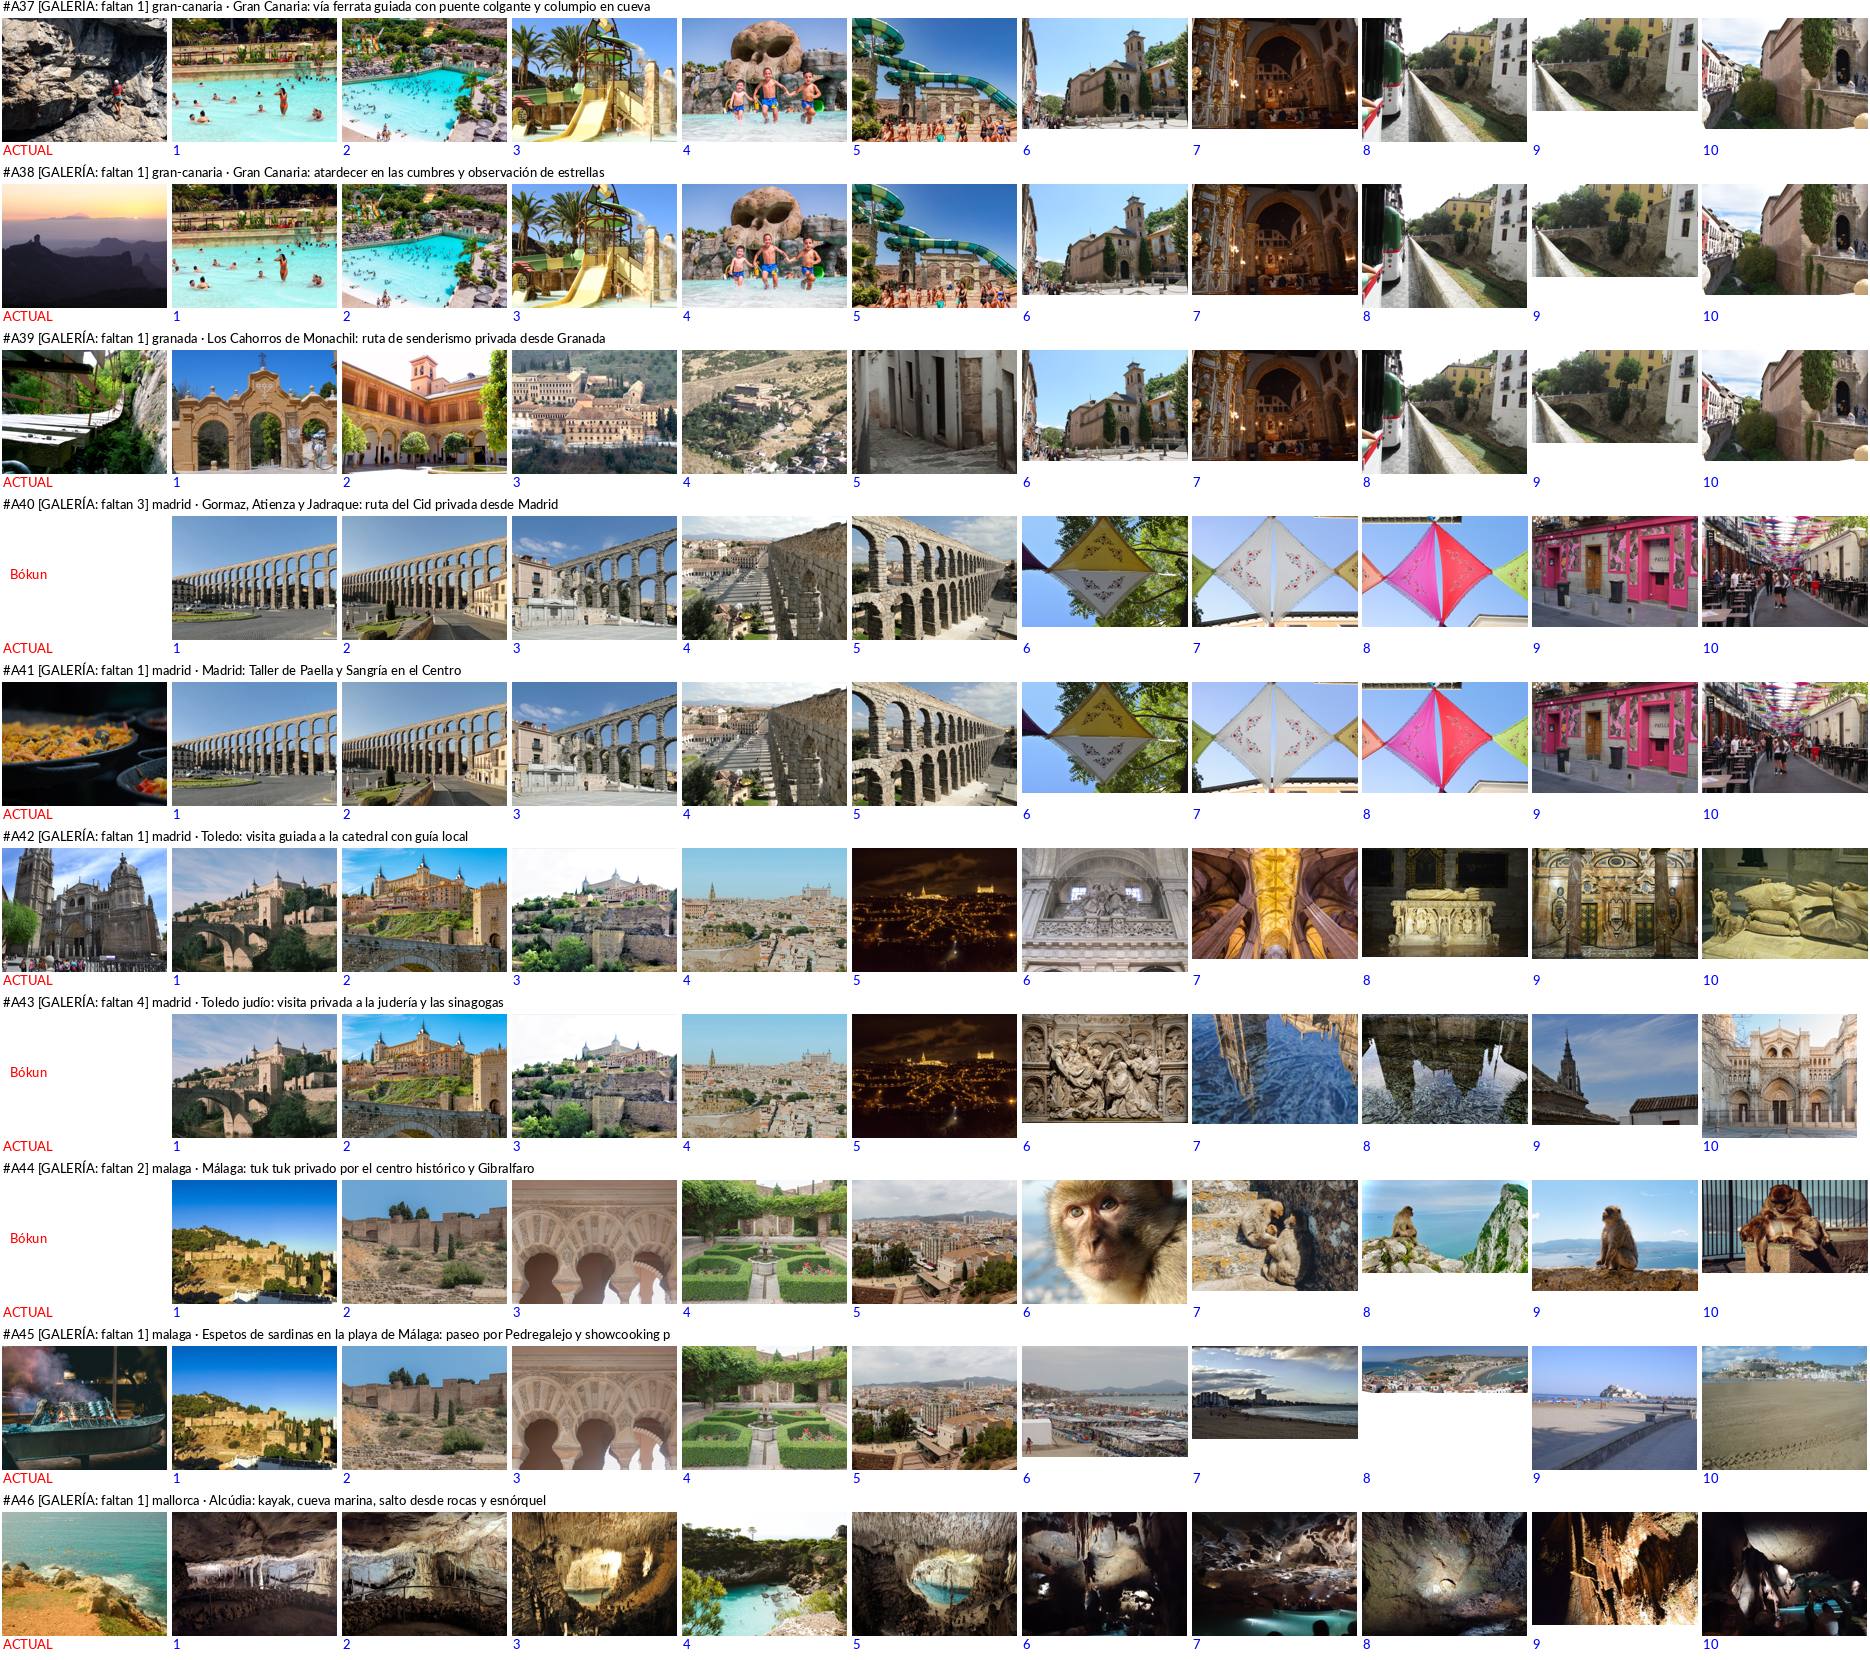 #A37 [GALERÍA: faltan 1] gran-canaria · Gran Canaria: vía ferrata guiada con puente colgante y columpio en cueva
ACTUAL 1 2 3 4 5 6 7 8 9 10
#A38 [GALERÍA: faltan 1] gran-canaria · Gran Canaria: atardecer en las cumbres y observación de estrellas
ACTUAL 1 2 3 4 5 6 7 8 9 10
#A39 [GALERÍA: faltan 1] granada · Los Cahorros de Monachil: ruta de senderismo privada desde Granada
ACTUAL 1 2 3 4 5 6 7 8 9 10
#A40 [GALERÍA: faltan 3] madrid · Gormaz, Atienza y Jadraque: ruta del Cid privada desde Madrid
Bókun
ACTUAL 1 2 3 4 5 6 7 8 9 10
#A41 [GALERÍA: faltan 1] madrid · Madrid: Taller de Paella y Sangría en el Centro
ACTUAL 1 2 3 4 5 6 7 8 9 10
#A42 [GALERÍA: faltan 1] madrid · Toledo: visita guiada a la catedral con guía local
ACTUAL 1 2 3 4 5 6 7 8 9 10
#A43 [GALERÍA: faltan 4] madrid · Toledo judío: visita privada a la judería y las sinagogas
Bókun
ACTUAL 1 2 3 4 5 6 7 8 9 10
#A44 [GALERÍA: faltan 2] malaga · Málaga: tuk tuk privado por el centro histórico y Gibralfaro
Bókun
ACTUAL 1 2 3 4 5 6 7 8 9 10
#A45 [GALERÍA: faltan 1] malaga · Espetos de sardinas en la playa de Málaga: paseo por Pedregalejo y showcooking p
ACTUAL 1 2 3 4 5 6 7 8 9 10
#A46 [GALERÍA: faltan 1] mallorca · Alcúdia: kayak, cueva marina, salto desde rocas y esnórquel
ACTUAL 1 2 3 4 5 6 7 8 9 10